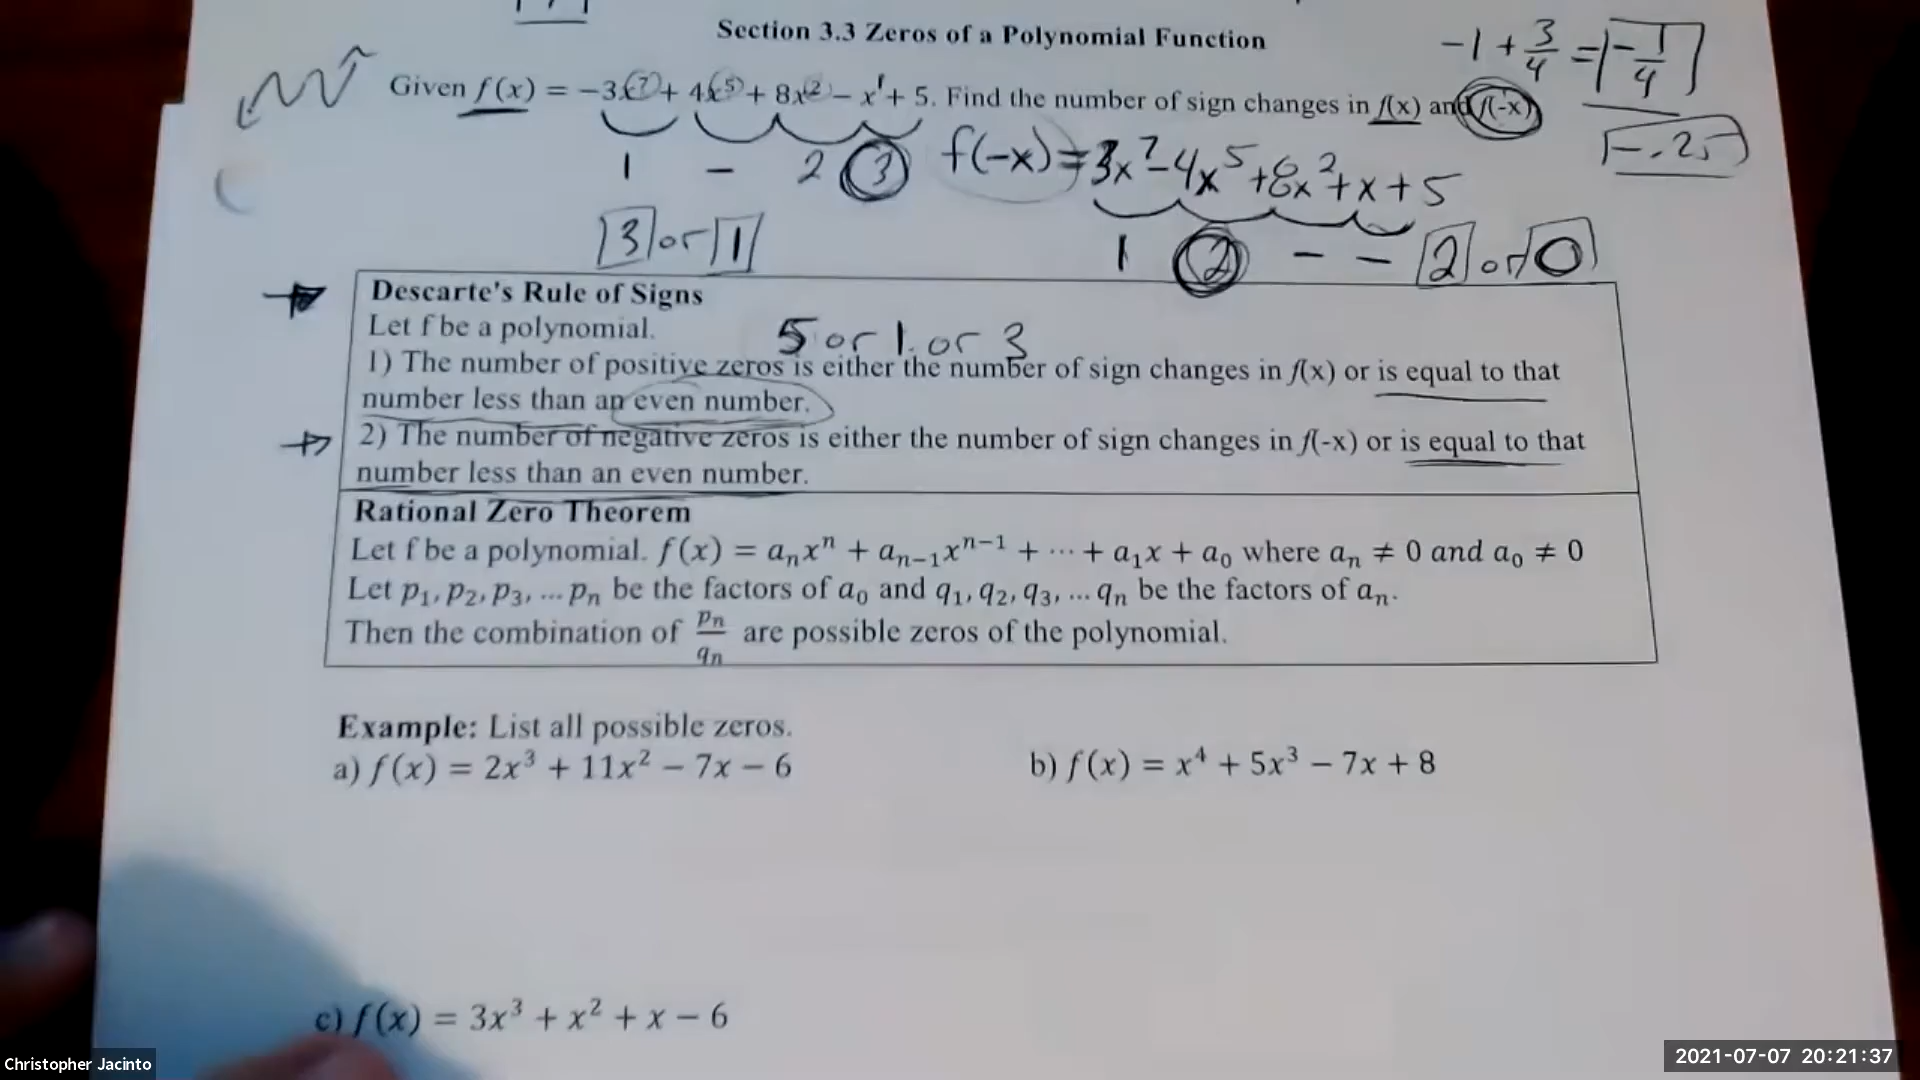 Section 3.3 Zeros of a Polynomial Function
-1 + 3/4 = -1/4
-.25
Given f(x) = −3x⁷ + 4x⁵ + 8x² − x¹ + 5. Find the number of sign changes in f(x) and f(-x)
1 - 2 3
f(-x) = 3x⁷ - 4x⁵ + 8x² + x + 5
3 or 1
1 2 - - 2 or 0
Descarte's Rule of Signs
Let f be a polynomial.
5 or 1 or 3
1) The number of positive zeros is either the number of sign changes in f(x) or is equal to that
number less than an even number.
2) The number of negative zeros is either the number of sign changes in f(-x) or is equal to that
number less than an even number.
Rational Zero Theorem
Let f be a polynomial. f(x) = aₙxⁿ + aₙ₋₁xⁿ⁻¹ + ⋯ + a₁x + a₀ where aₙ ≠ 0 and a₀ ≠ 0
Let p₁, p₂, p₃, … pₙ be the factors of a₀ and q₁, q₂, q₃, … qₙ be the factors of aₙ.
Then the combination of pₙ/qₙ are possible zeros of the polynomial.
Example: List all possible zeros.
a) f(x) = 2x³ + 11x² − 7x − 6
b) f(x) = x⁴ + 5x³ − 7x + 8
c) f(x) = 3x³ + x² + x − 6
Christopher Jacinto
2021-07-07 20:21:37